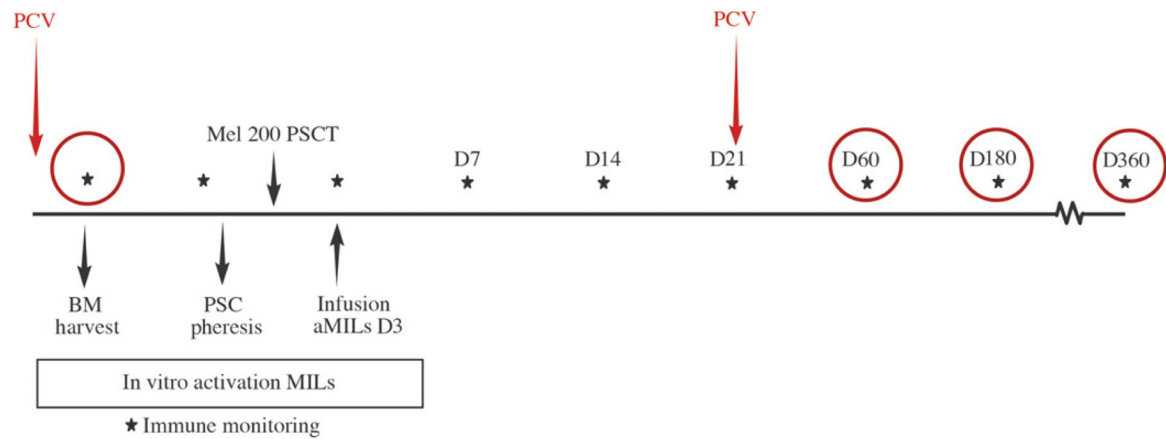 PCV
PCV
Mel 200 PSCT
D7
D14
D21
D60
D180
D360
BM
harvest
PSC
pheresis
Infusion
aMILs D3
In vitro activation MILs
★ Immune monitoring